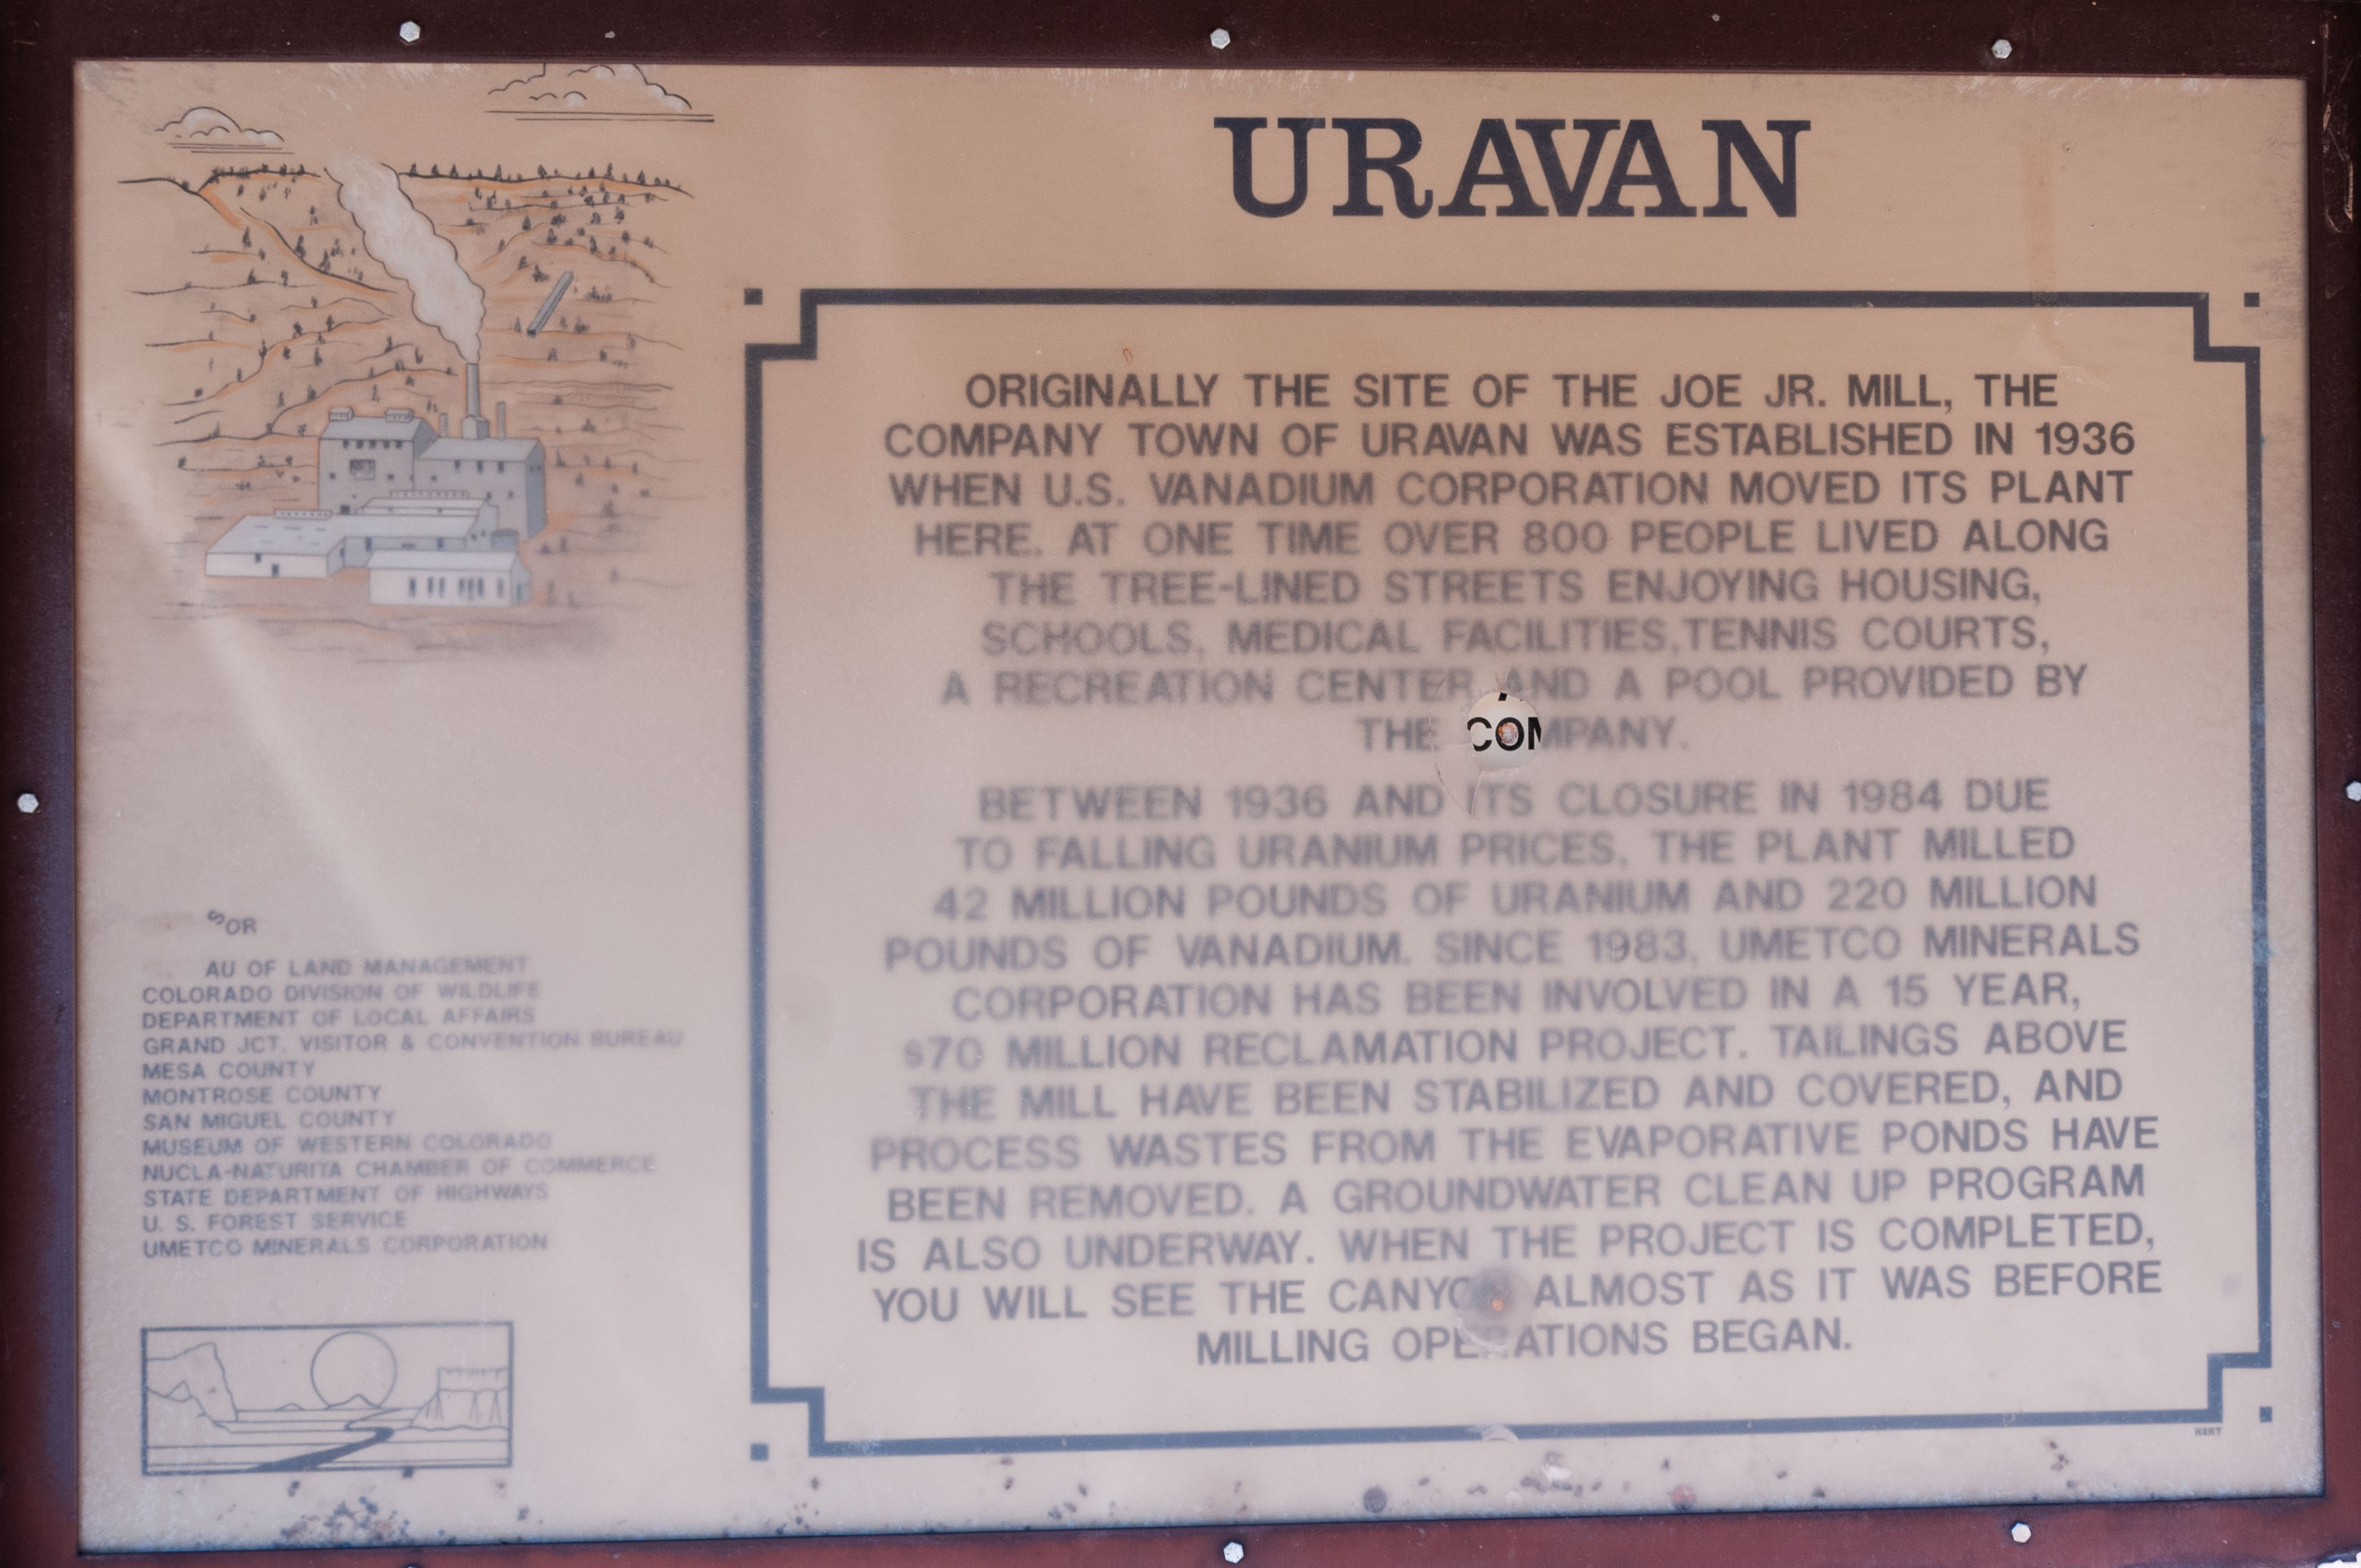 URAVAN
ORIGINALLY THE SITE OF THE JOE JR. MILL, THE
COMPANY TOWN OF URAVAN WAS ESTABLISHED IN 1936
WHEN U.S. VANADIUM CORPORATION MOVED ITS PLANT
HERE. AT ONE TIME OVER 800 PEOPLE LIVED ALONG
THE TREE-LINED STREETS ENJOYING HOUSING,
SCHOOLS, MEDICAL FACILITIES,TENNIS COURTS,
A RECREATION CENTER AND A POOL PROVIDED BY
THE COMPANY.
BETWEEN 1936 AND ITS CLOSURE IN 1984 DUE
TO FALLING URANIUM PRICES, THE PLANT MILLED
42 MILLION POUNDS OF URANIUM AND 220 MILLION
POUNDS OF VANADIUM. SINCE 1983, UMETCO MINERALS
CORPORATION HAS BEEN INVOLVED IN A 15 YEAR,
$70 MILLION RECLAMATION PROJECT. TAILINGS ABOVE
THE MILL HAVE BEEN STABILIZED AND COVERED, AND
PROCESS WASTES FROM THE EVAPORATIVE PONDS HAVE
BEEN REMOVED. A GROUNDWATER CLEAN UP PROGRAM
IS ALSO UNDERWAY. WHEN THE PROJECT IS COMPLETED,
YOU WILL SEE THE CANYON ALMOST AS IT WAS BEFORE
MILLING OPERATIONS BEGAN.
SOR
AU OF LAND MANAGEMENT
COLORADO DIVISION OF WILDLIFE
DEPARTMENT OF LOCAL AFFAIRS
GRAND JCT. VISITOR & CONVENTION BUREAU
MESA COUNTY
MONTROSE COUNTY
SAN MIGUEL COUNTY
MUSEUM OF WESTERN COLORADO
NUCLA-NATURITA CHAMBER OF COMMERCE
STATE DEPARTMENT OF HIGHWAYS
U. S. FOREST SERVICE
UMETCO MINERALS CORPORATION